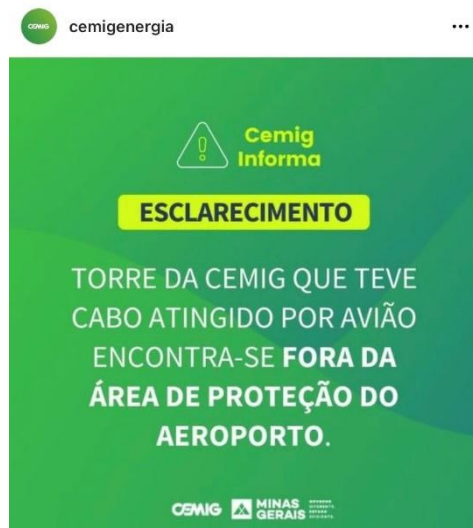 CEMIG
cemigenergia
Cemig
Informa
ESCLARECIMENTO
TORRE DA CEMIG QUE TEVE
CABO ATINGIDO POR AVIÃO
ENCONTRA-SE FORA DA
ÁREA DE PROTEÇÃO DO
AEROPORTO.
CEMIG
MINAS
GERAIS